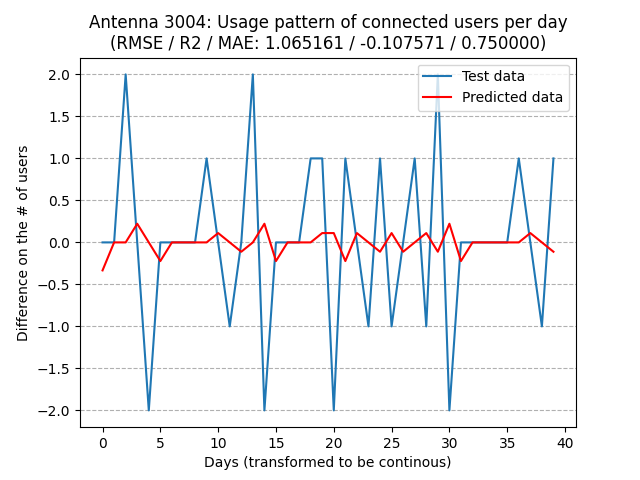 Antenna 3004: Usage pattern of connected users per day
(RMSE / R2 / MAE: 1.065161 / -0.107571 / 0.750000)
Test data
Predicted data
Difference on the # of users
2.0
1.5
1.0
0.5
0.0
−0.5
−1.0
−1.5
−2.0
0 5 10 15 20 25 30 35 40
Days (transformed to be continous)